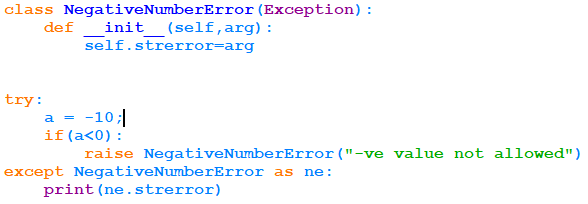 class NegativeNumberError(Exception):
    def __init__(self,arg):
        self.strerror=arg
try:
    a = -10;
    if(a<0):
        raise NegativeNumberError("-ve value not allowed")
except NegativeNumberError as ne:
    print(ne.strerror)